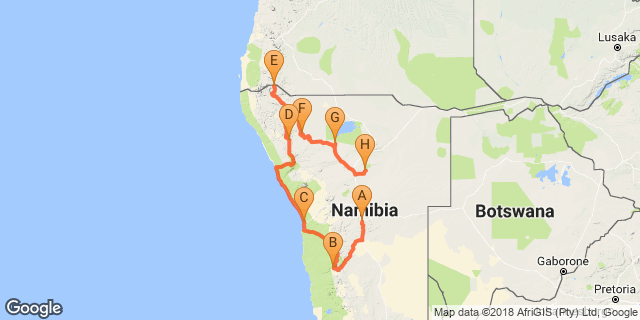 Lusaka
E
D
F
G
H
A
C
B
Namibia
Botswana
Gaborone
Pretoria
Google
Map data ©2018 AfriGIS (Pty) Ltd, Google